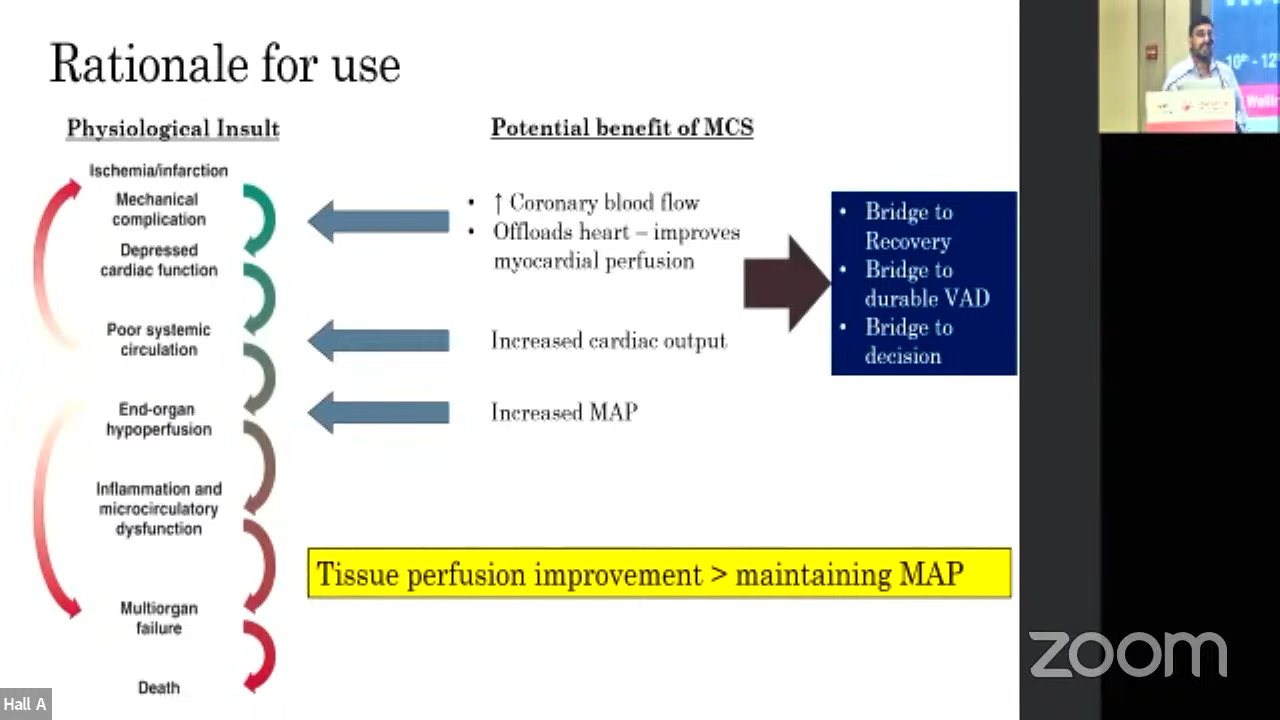 Rationale for use
Physiological Insult
Ischemia/infarction
Mechanical
complication
Depressed
cardiac function
Poor systemic
circulation
End-organ
hypoperfusion
Inflammation and
microcirculatory
dysfunction
Multiorgan
failure
Death
Potential benefit of MCS
• ↑ Coronary blood flow
• Offloads heart – improves
myocardial perfusion
Increased cardiac output
Increased MAP
• Bridge to
Recovery
• Bridge to
durable VAD
• Bridge to
decision
Tissue perfusion improvement > maintaining MAP
10th - 12
zoom
Hall A